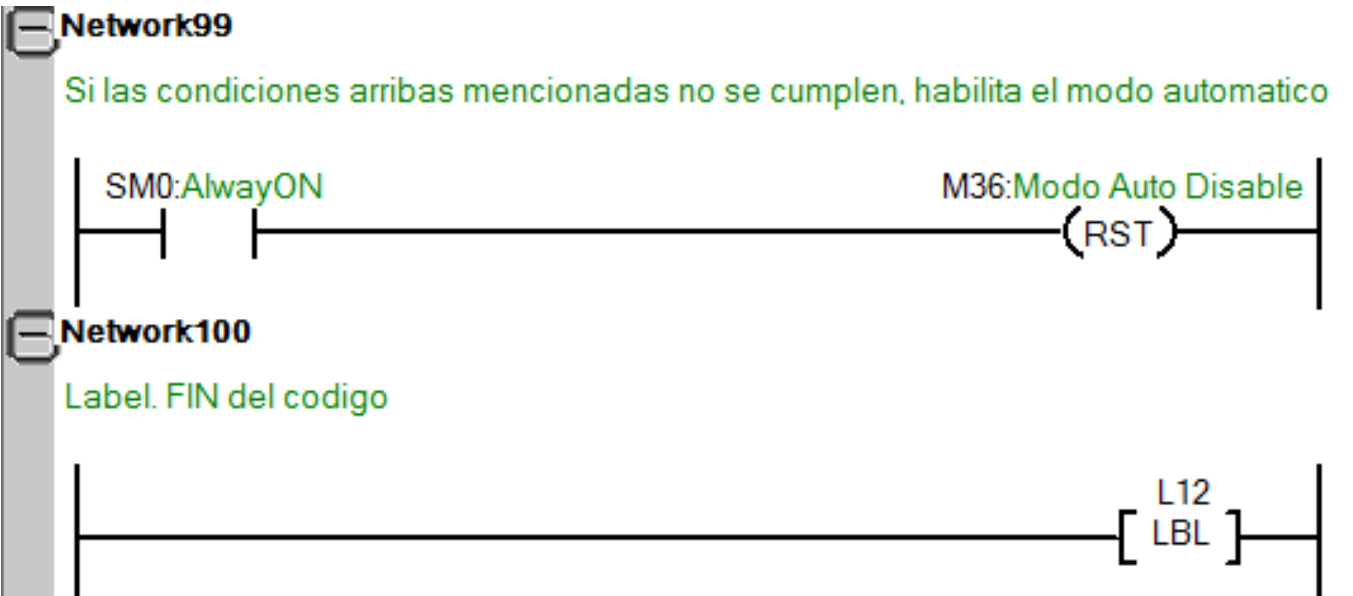 Network99
Si las condiciones arribas mencionadas no se cumplen, habilita el modo automatico
SM0:AlwayON
M36:Modo Auto Disable
RST
Network100
Label. FIN del codigo
L12
LBL